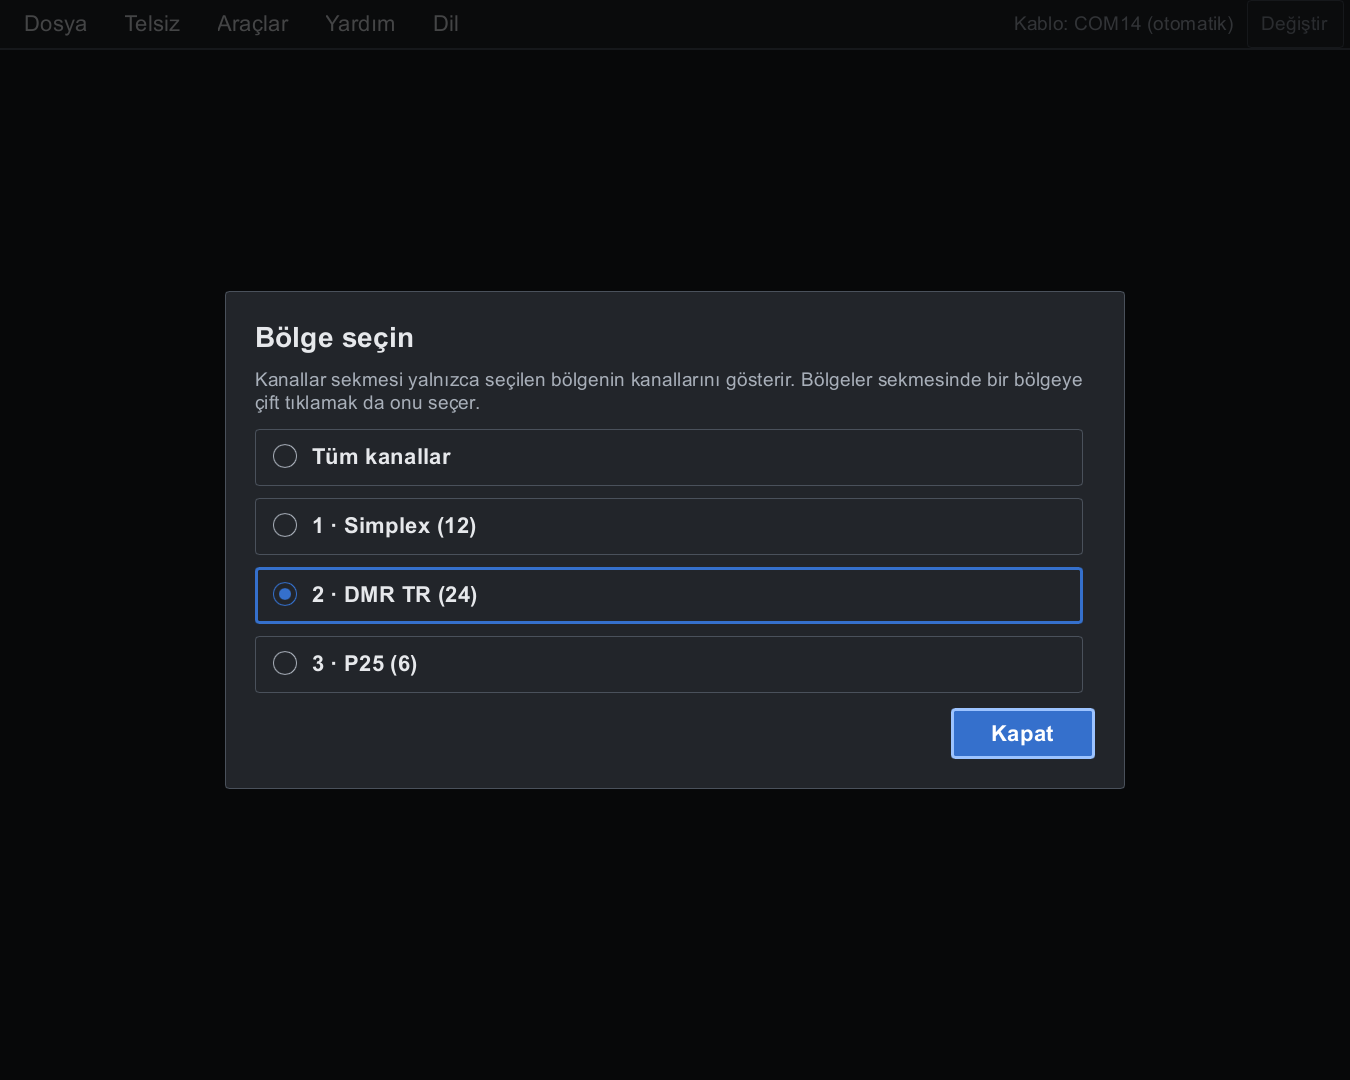 Dosya Telsiz Araçlar Yardım Dil Kablo: COM14 (otomatik) Değiştir
Bölge seçin
Kanallar sekmesi yalnızca seçilen bölgenin kanallarını gösterir. Bölgeler sekmesinde bir bölgeye
çift tıklamak da onu seçer.
Tüm kanallar
1 · Simplex (12)
2 · DMR TR (24)
3 · P25 (6)
Kapat